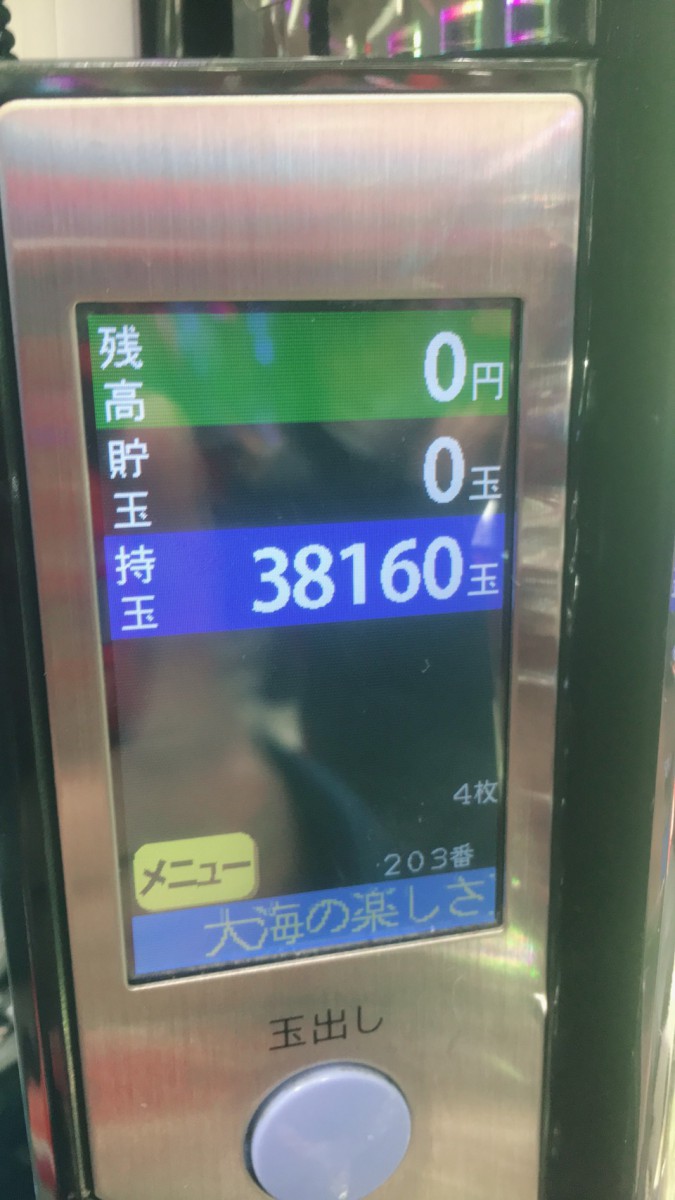 残高 0円
貯玉 0玉
持玉 38160玉
4枚
203番
メニュー
大海の楽しさ
玉出し